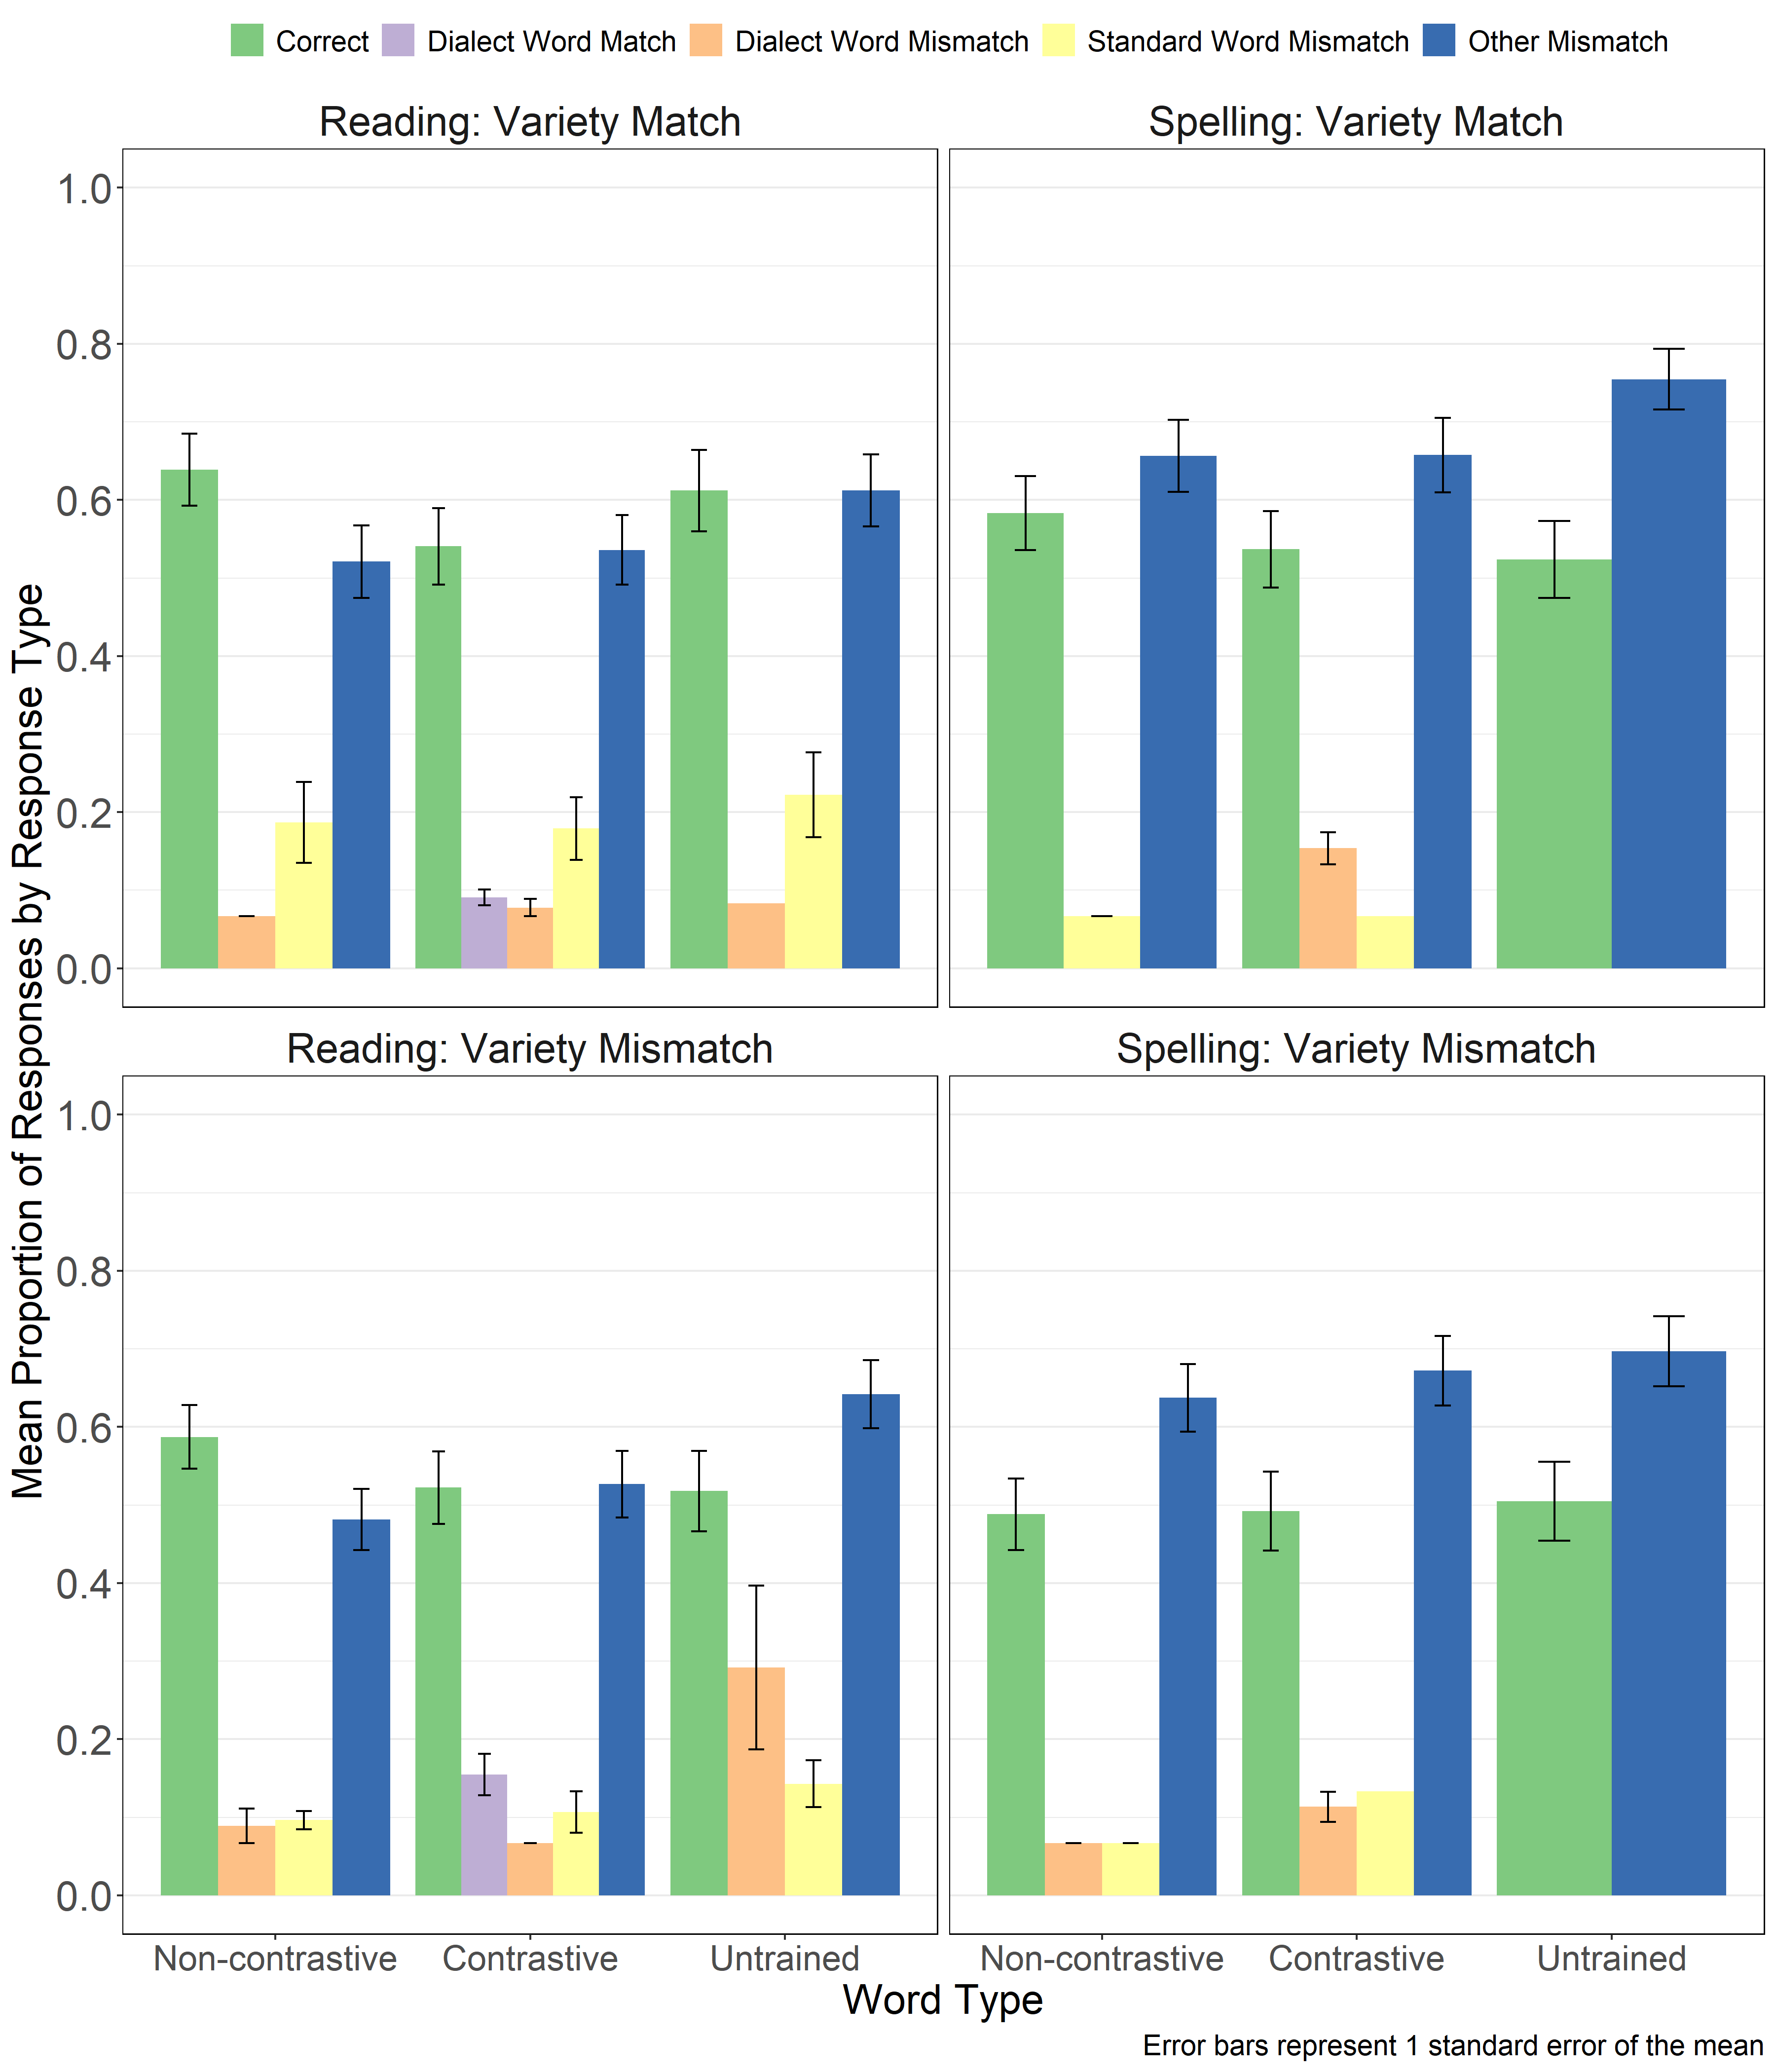 Correct Dialect Word Match Dialect Word Mismatch Standard Word Mismatch Other Mismatch
Reading: Variety Match
Spelling: Variety Match
1.0
0.8
0.6
0.4
0.2
0.0
Reading: Variety Mismatch
Spelling: Variety Mismatch
1.0
0.8
0.6
0.4
0.2
0.0
Mean Proportion of Responses by Response Type
Non-contrastive Contrastive Untrained
Non-contrastive Contrastive Untrained
Word Type
Error bars represent 1 standard error of the mean